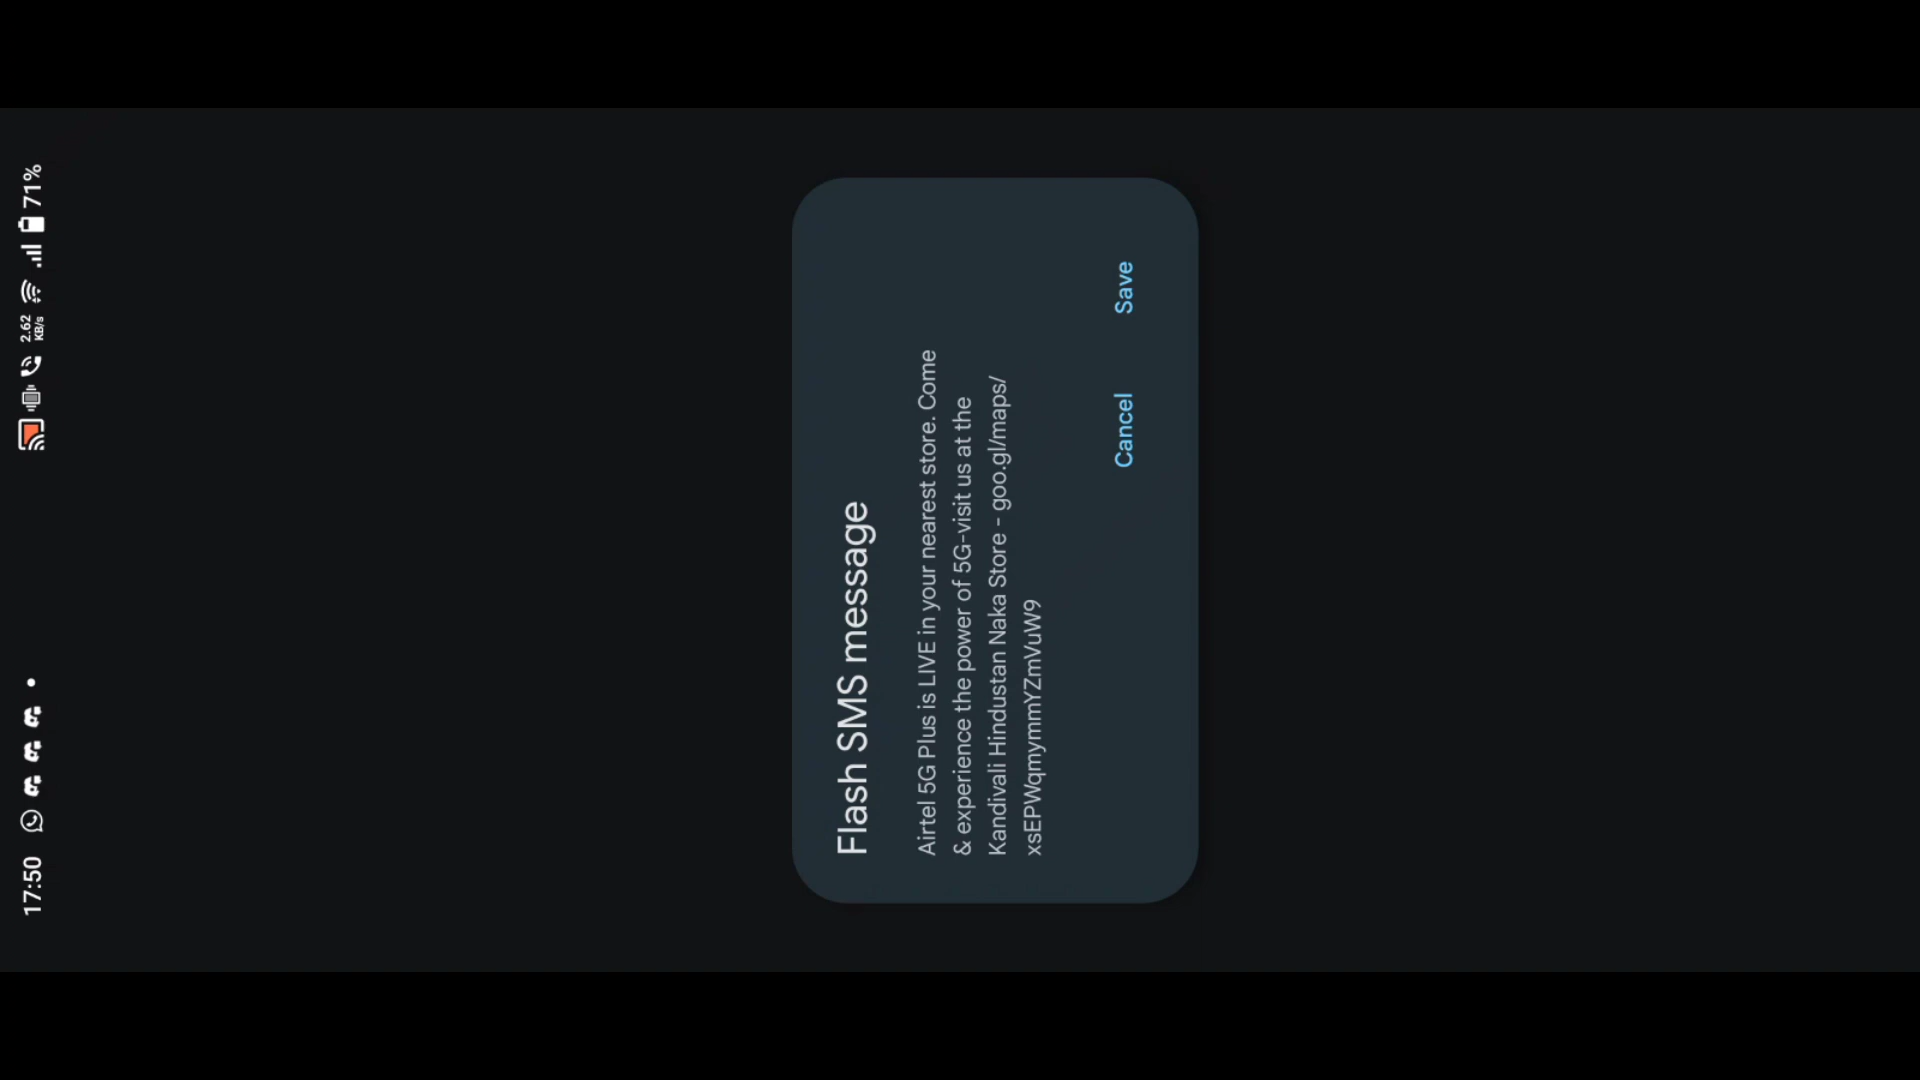 17:50
2.62
KB/s
71%
Flash SMS message
Airtel 5G Plus is LIVE in your nearest store. Come
& experience the power of 5G-visit us at the
Kandivali Hindustan Naka Store - goo.gl/maps/
xsEPWqmymmYZmVuW9
Cancel
Save